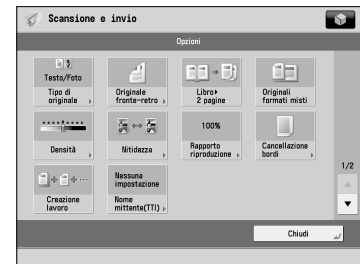 Scansione e invio
Opzioni
Testo/Foto
Tipo di
originale
Originale
fronte-retro
Libro
2 pagine
Originali
formati misti
Densità
Nitidezza
100%
Rapporto
riproduzione
Cancellazione
bordi
1/2
Creazione
lavoro
Nessuna
impostazione
Nome
mittente(TTI)
Chiudi